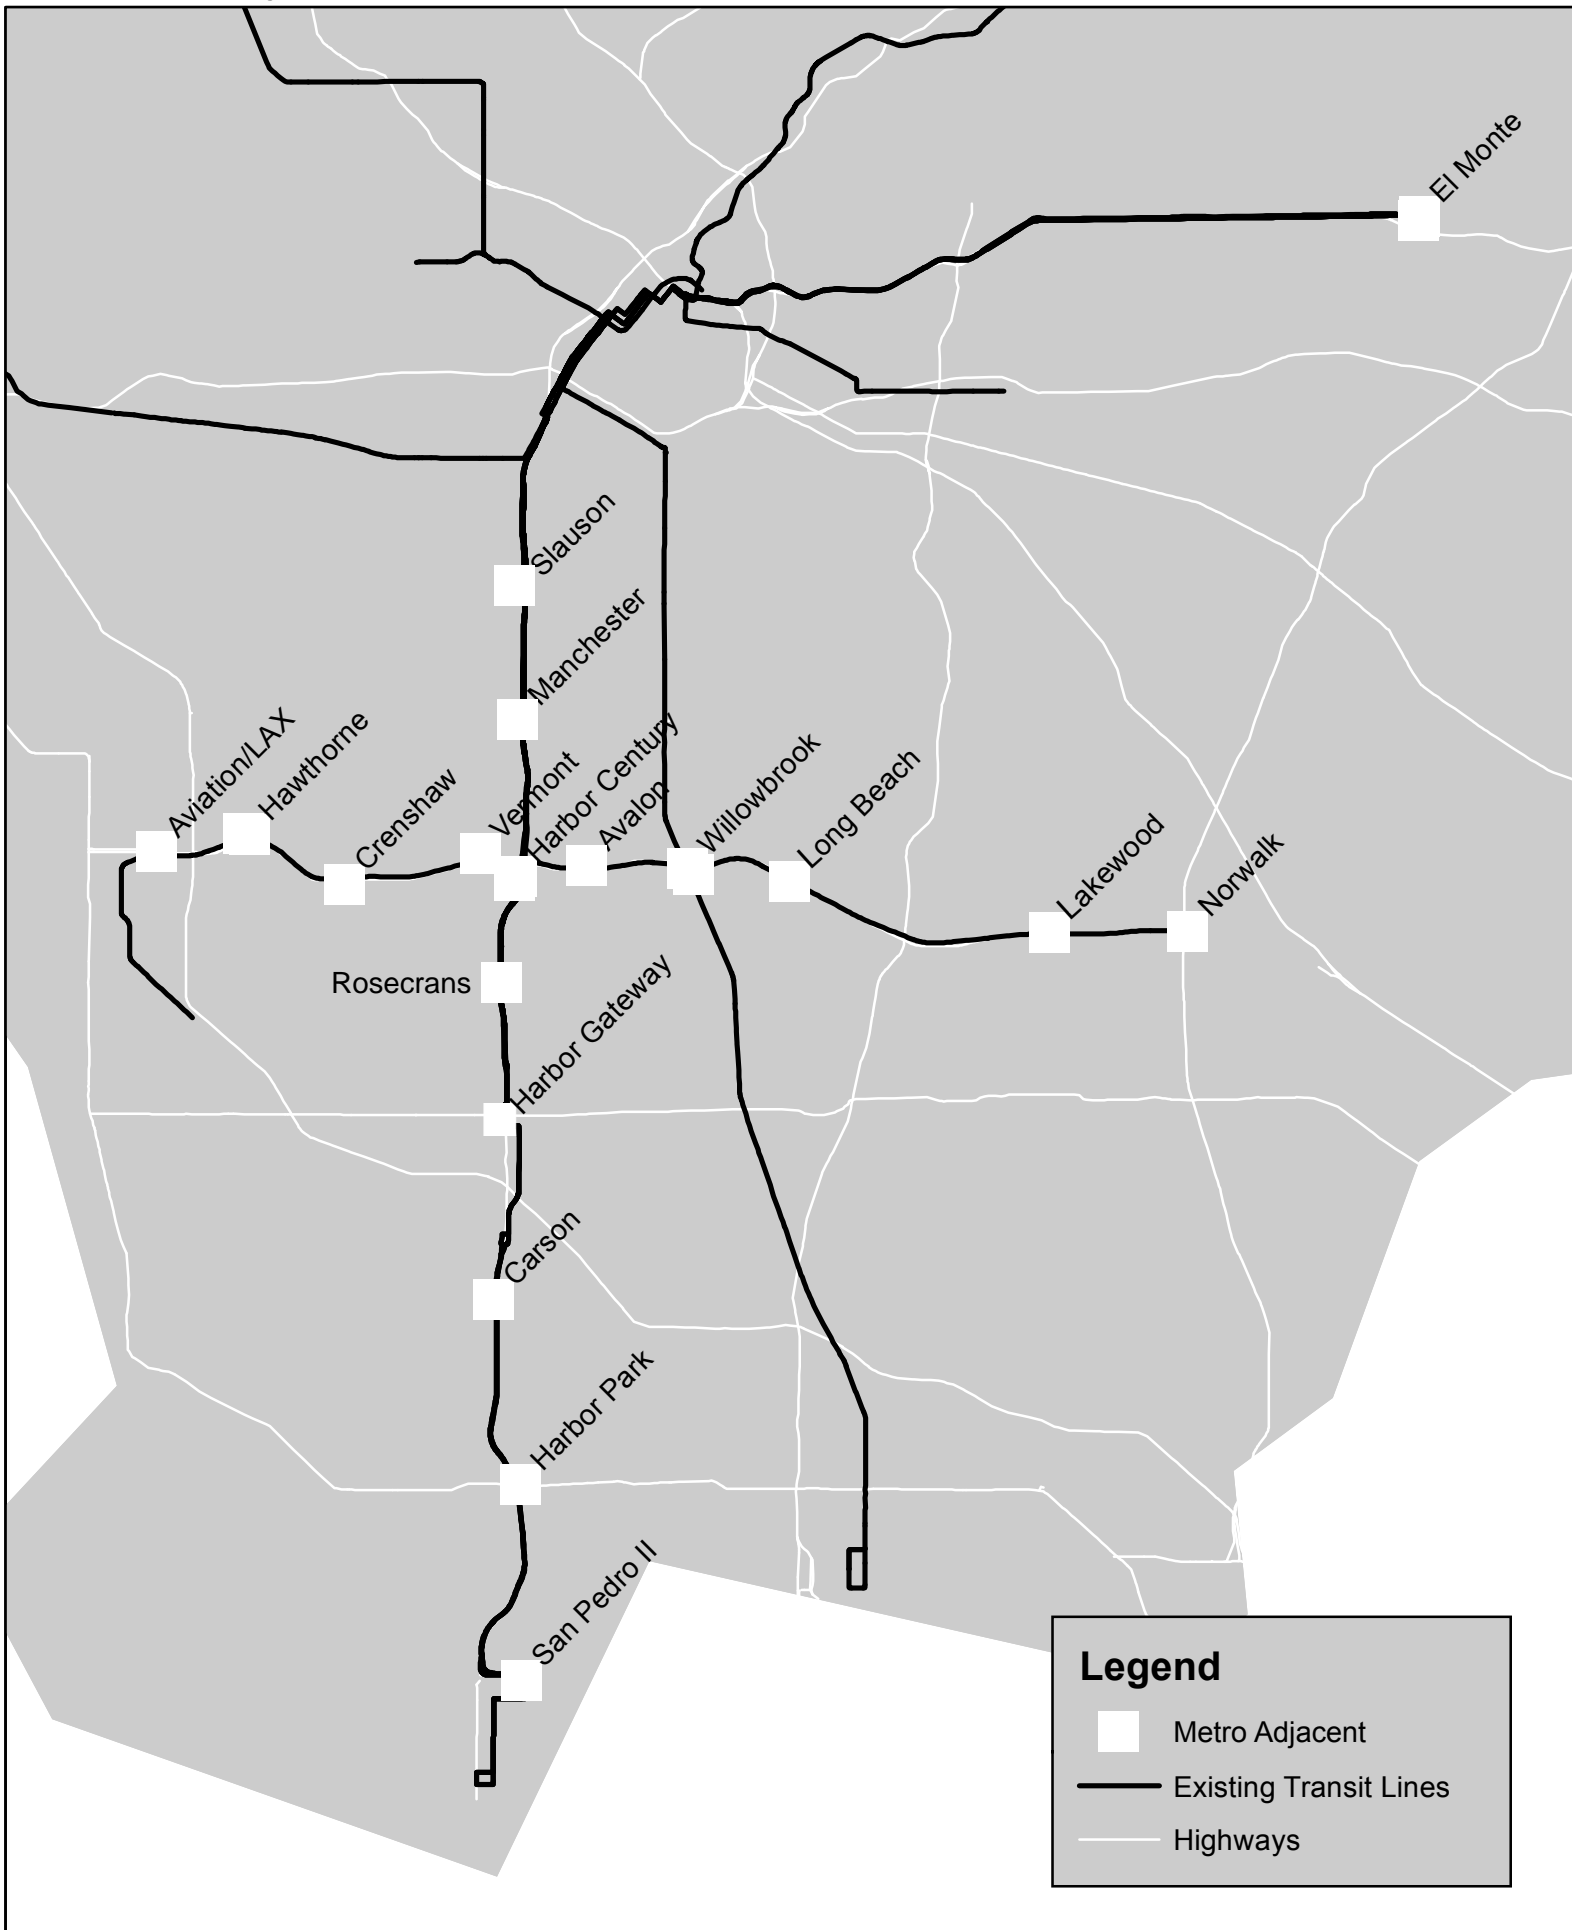 El Monte
Slauson
Manchester
Aviation/LAX
Hawthorne
Crenshaw
Vermont
Harbor Century
Avalon
Willowbrook
Long Beach
Lakewood
Norwalk
Rosecrans
Harbor Gateway
Carson
Harbor Park
San Pedro II
Legend
Metro Adjacent
Existing Transit Lines
Highways